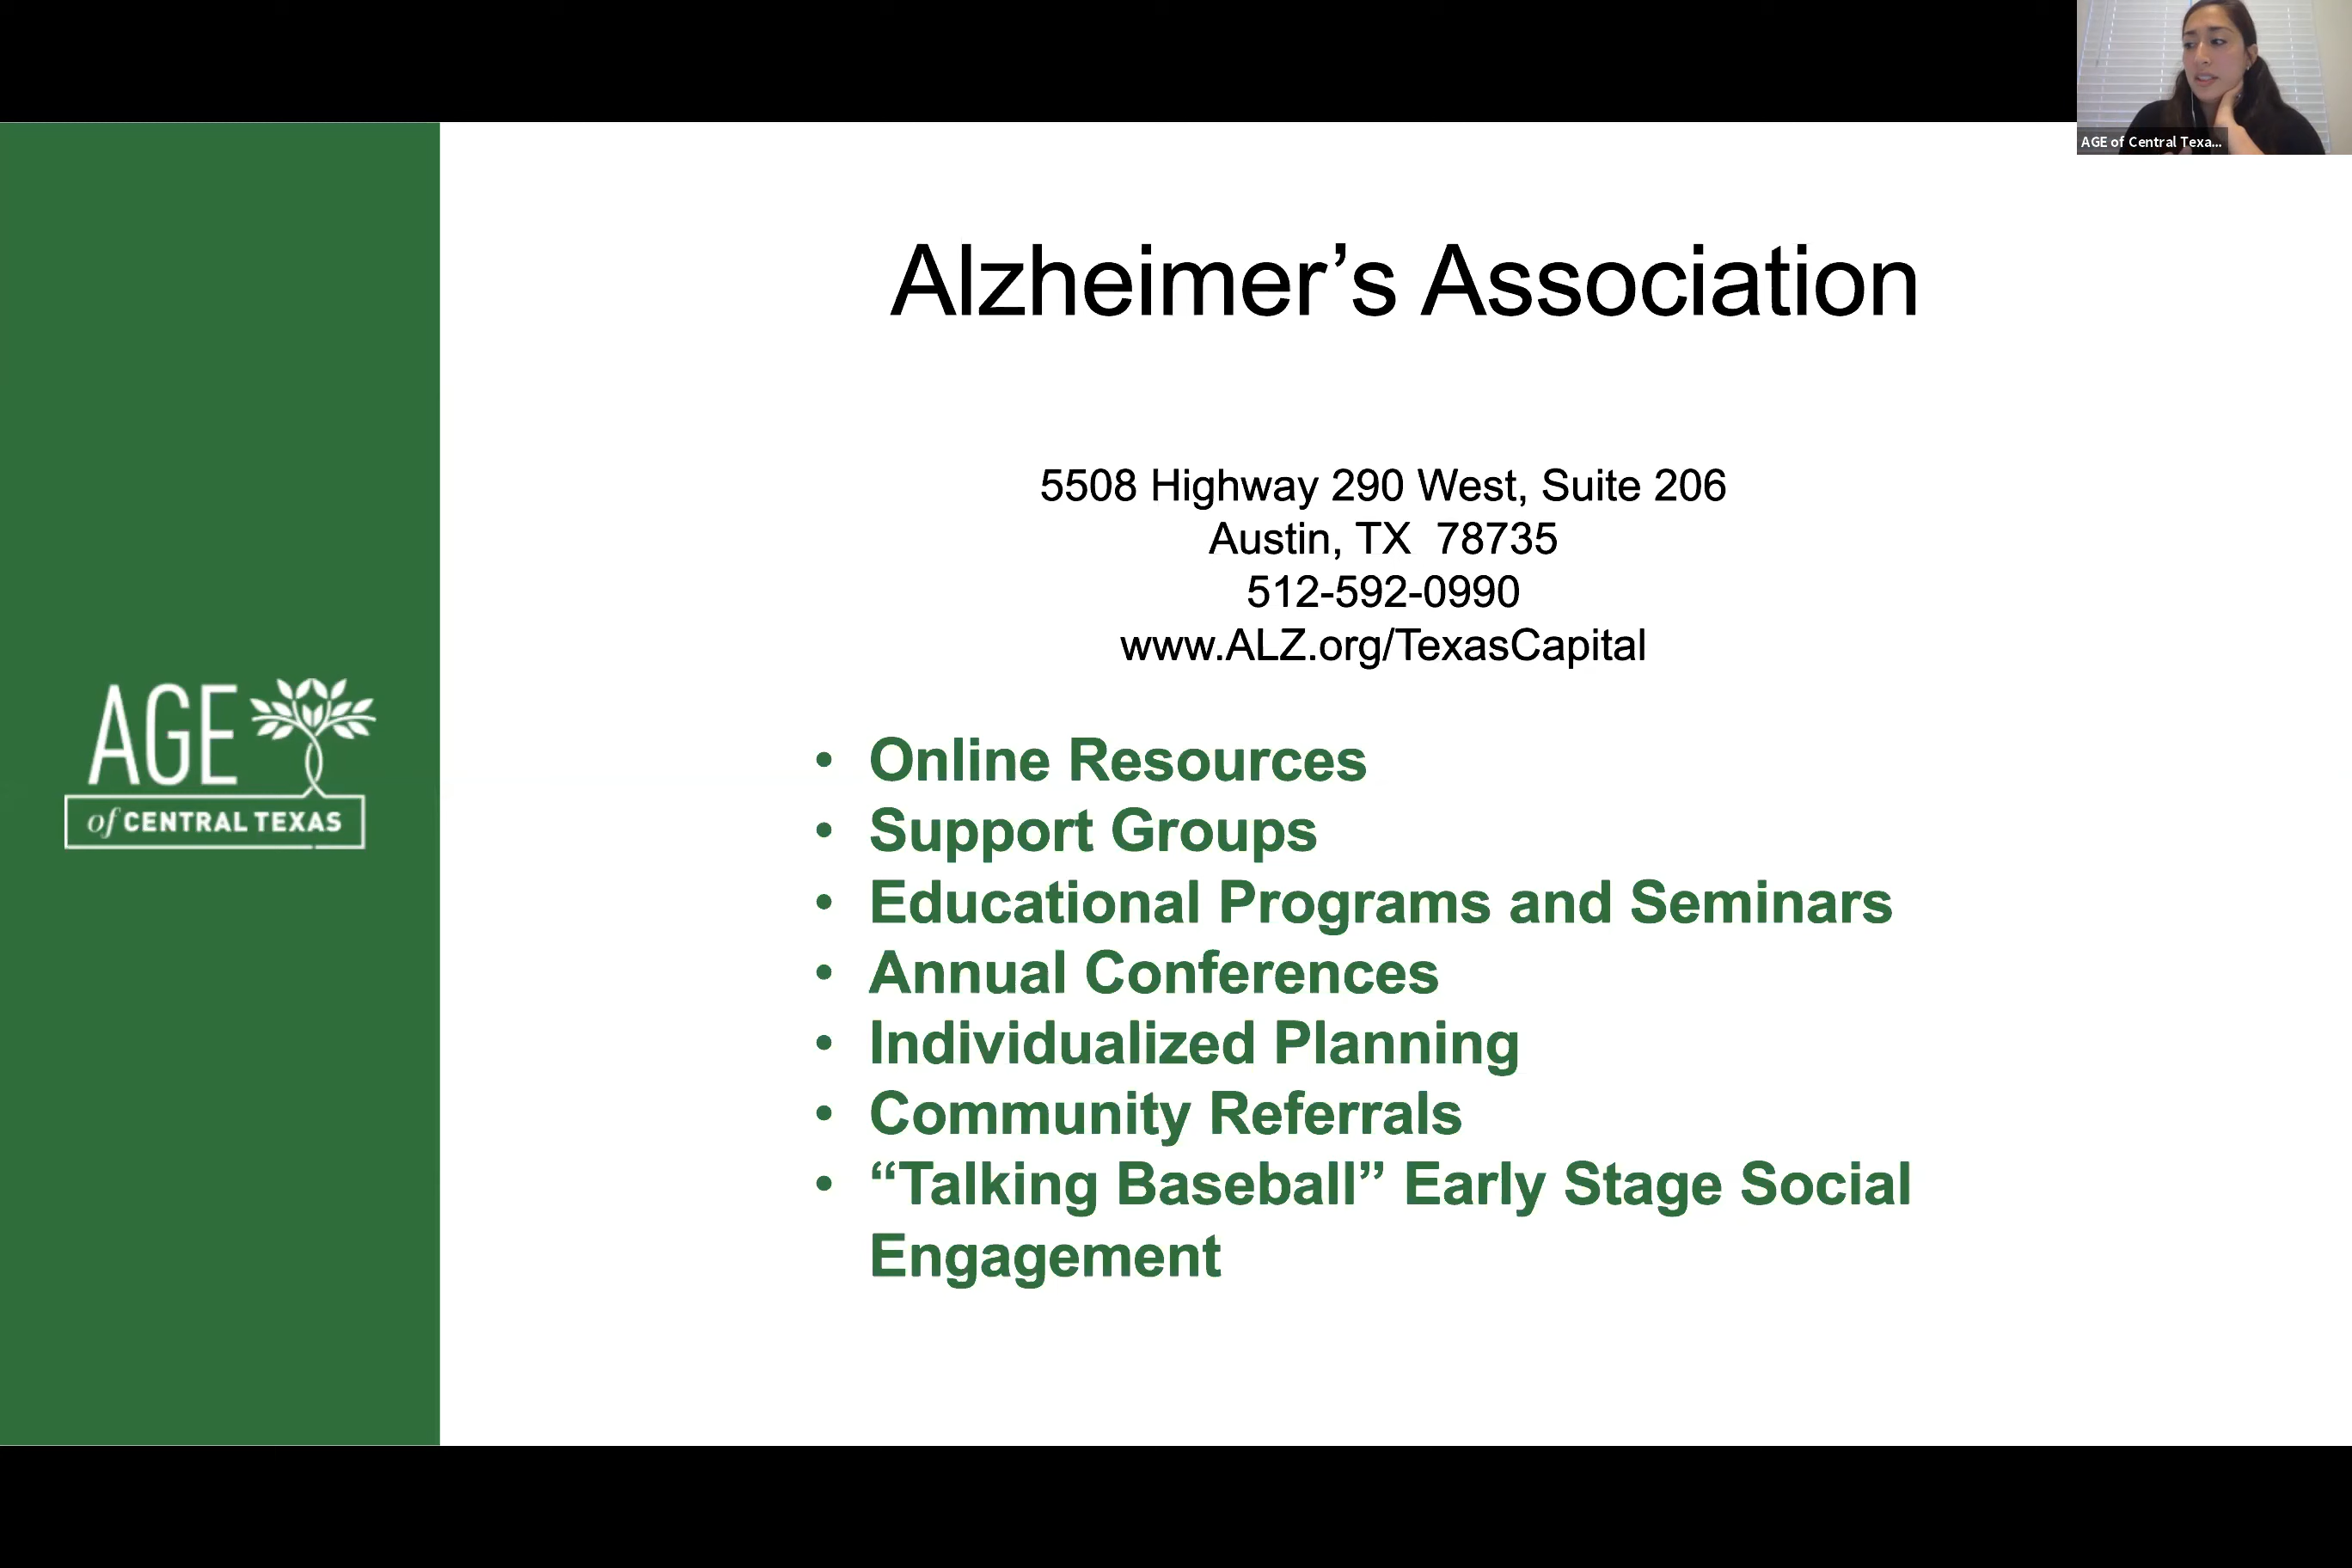 AGE of Central Texa...
Alzheimer’s Association
5508 Highway 290 West, Suite 206
Austin, TX  78735
512-592-0990
www.ALZ.org/TexasCapital
AGE
of CENTRAL TEXAS
• Online Resources
• Support Groups
• Educational Programs and Seminars
• Annual Conferences
• Individualized Planning
• Community Referrals
• “Talking Baseball” Early Stage Social
Engagement